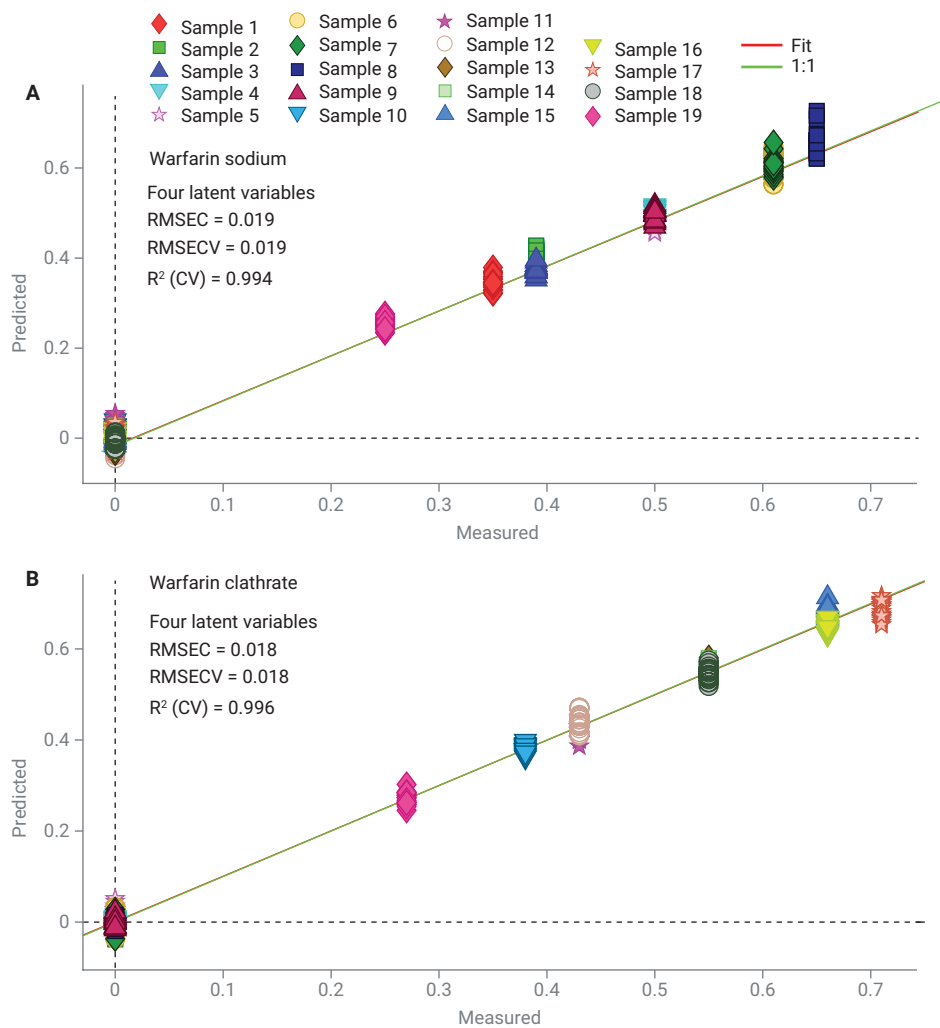 Sample 1
Sample 2
Sample 3
Sample 4
Sample 5
Sample 6
Sample 7
Sample 8
Sample 9
Sample 10
Sample 11
Sample 12
Sample 13
Sample 14
Sample 15
Sample 16
Sample 17
Sample 18
Sample 19
Fit
1:1
A
Warfarin sodium
Four latent variables
RMSEC = 0.019
RMSECV = 0.019
R² (CV) = 0.994
Predicted
0.6
0.4
0.2
0
0 0.1 0.2 0.3 0.4 0.5 0.6 0.7
Measured
B
Warfarin clathrate
Four latent variables
RMSEC = 0.018
RMSECV = 0.018
R² (CV) = 0.996
Predicted
0.6
0.4
0.2
0
0 0.1 0.2 0.3 0.4 0.5 0.6 0.7
Measured